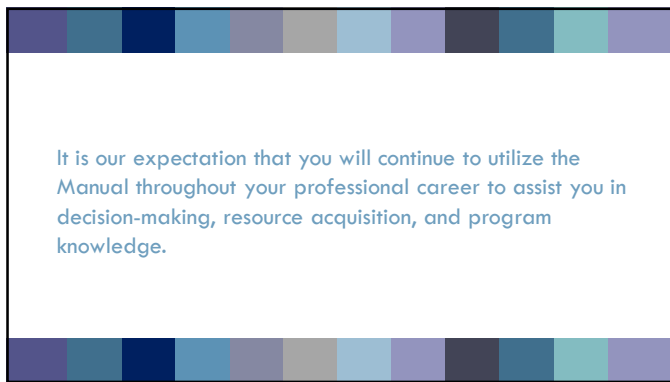 It is our expectation that you will continue to utilize the
Manual throughout your professional career to assist you in
decision-making, resource acquisition, and program
knowledge.